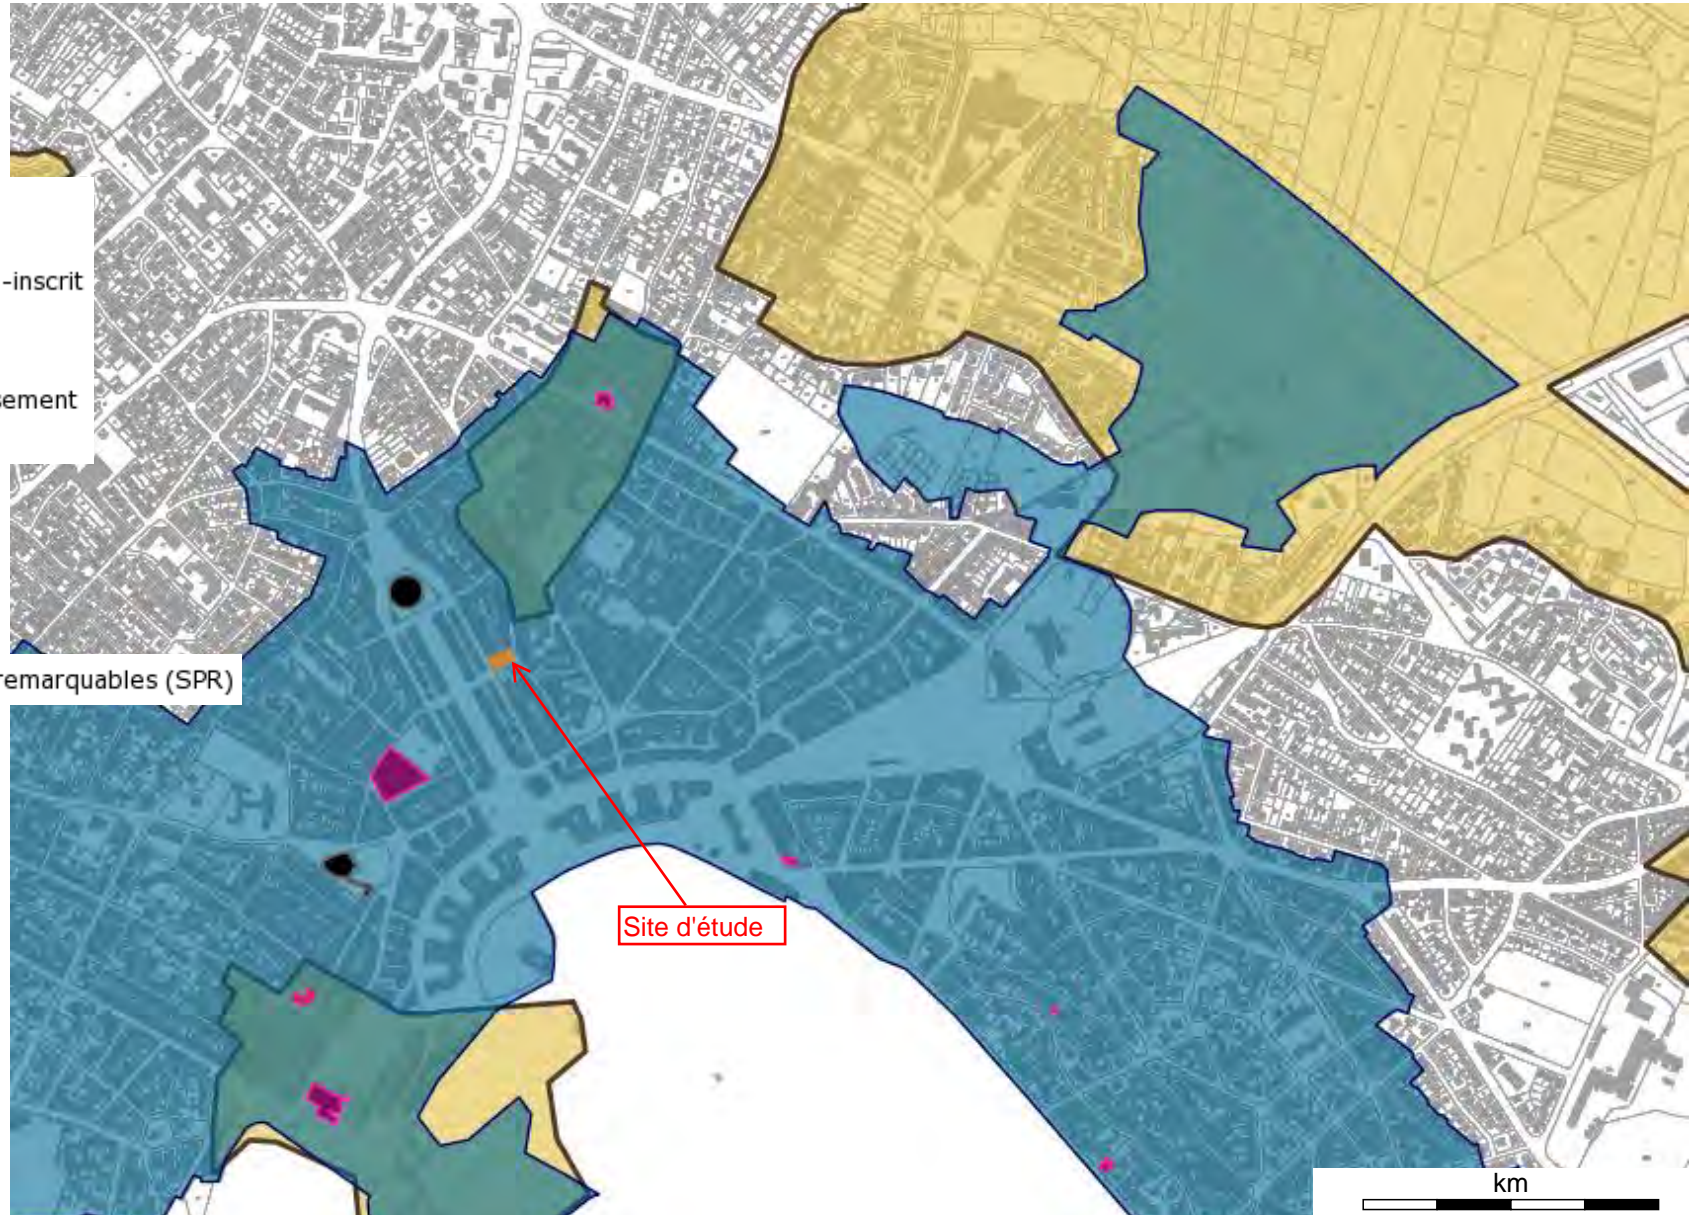 -inscrit
sement
remarquables (SPR)
Site d'étude
km